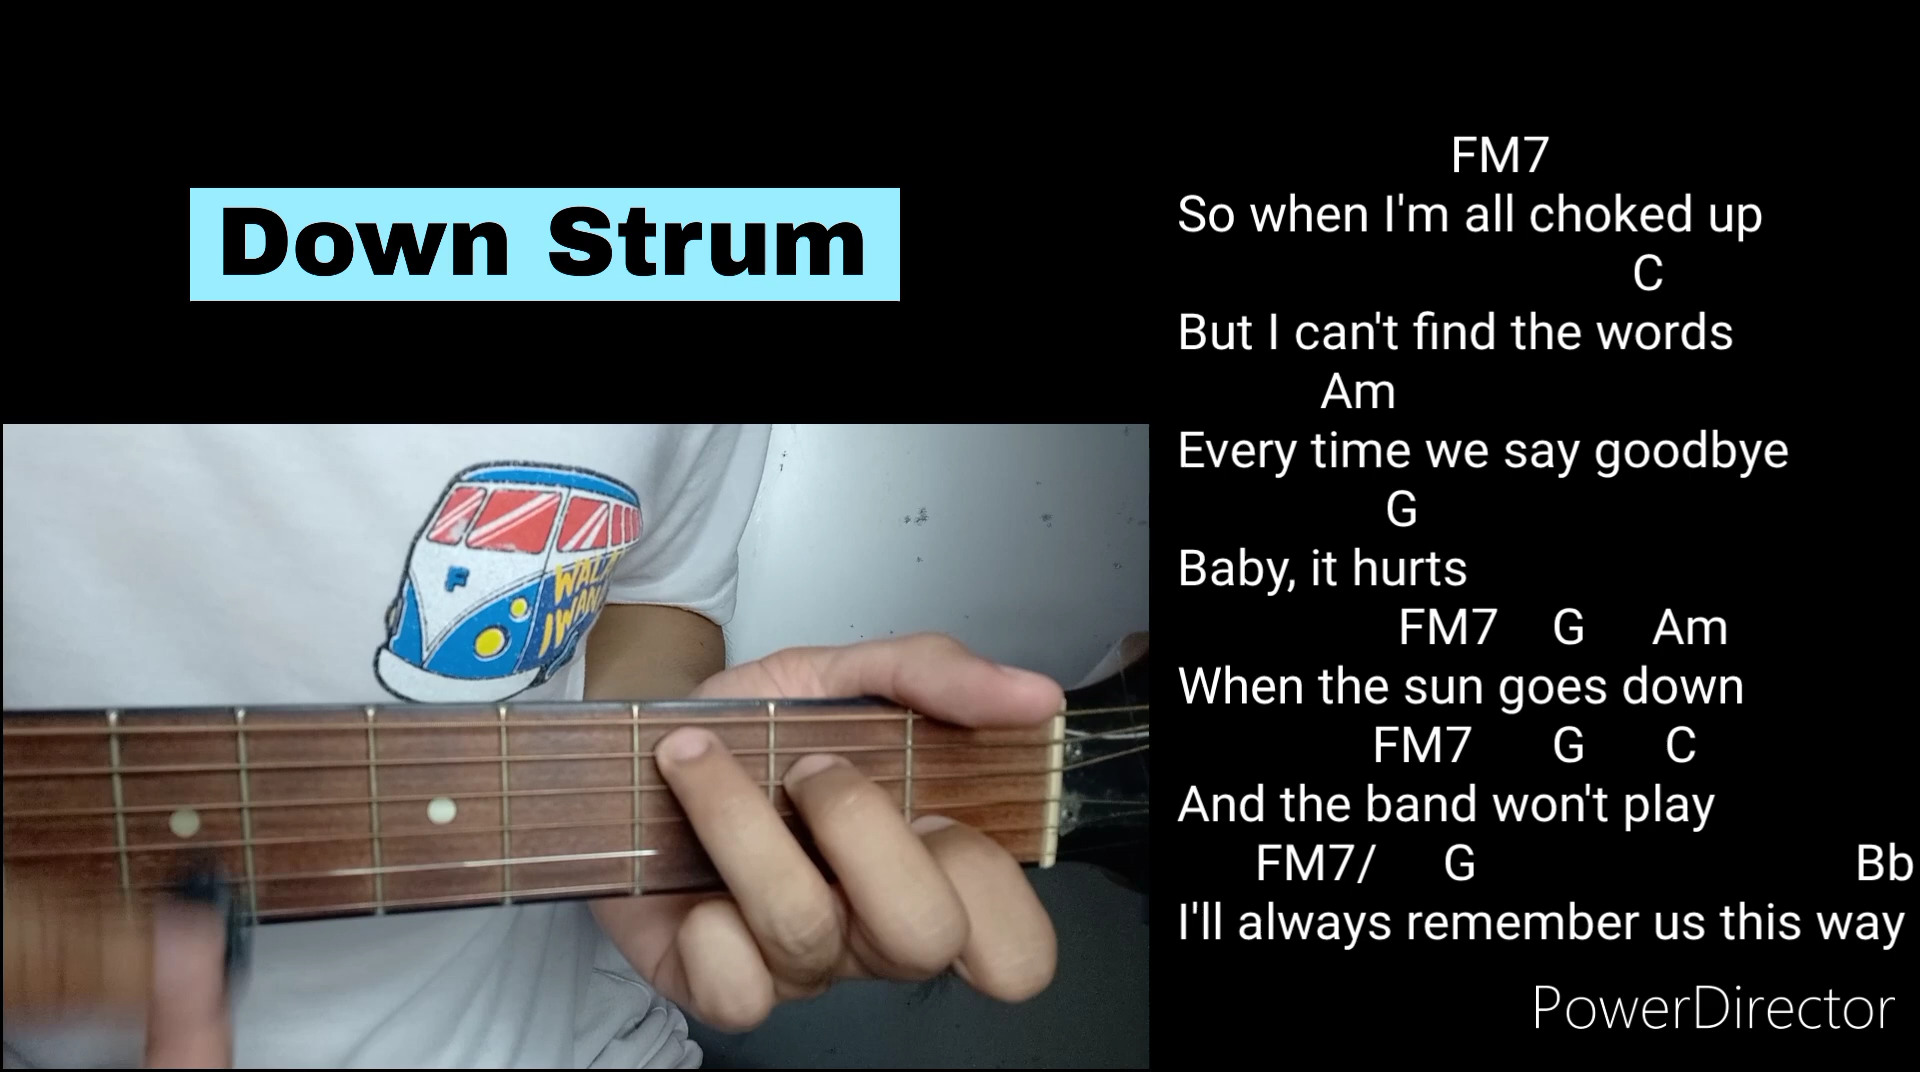 Down Strum
FM7
So when I'm all choked up
C
But I can't find the words
Am
Every time we say goodbye
G
Baby, it hurts
FM7 G Am
When the sun goes down
FM7 G C
And the band won't play
FM7/ G Bb
I'll always remember us this way
F
PowerDirector